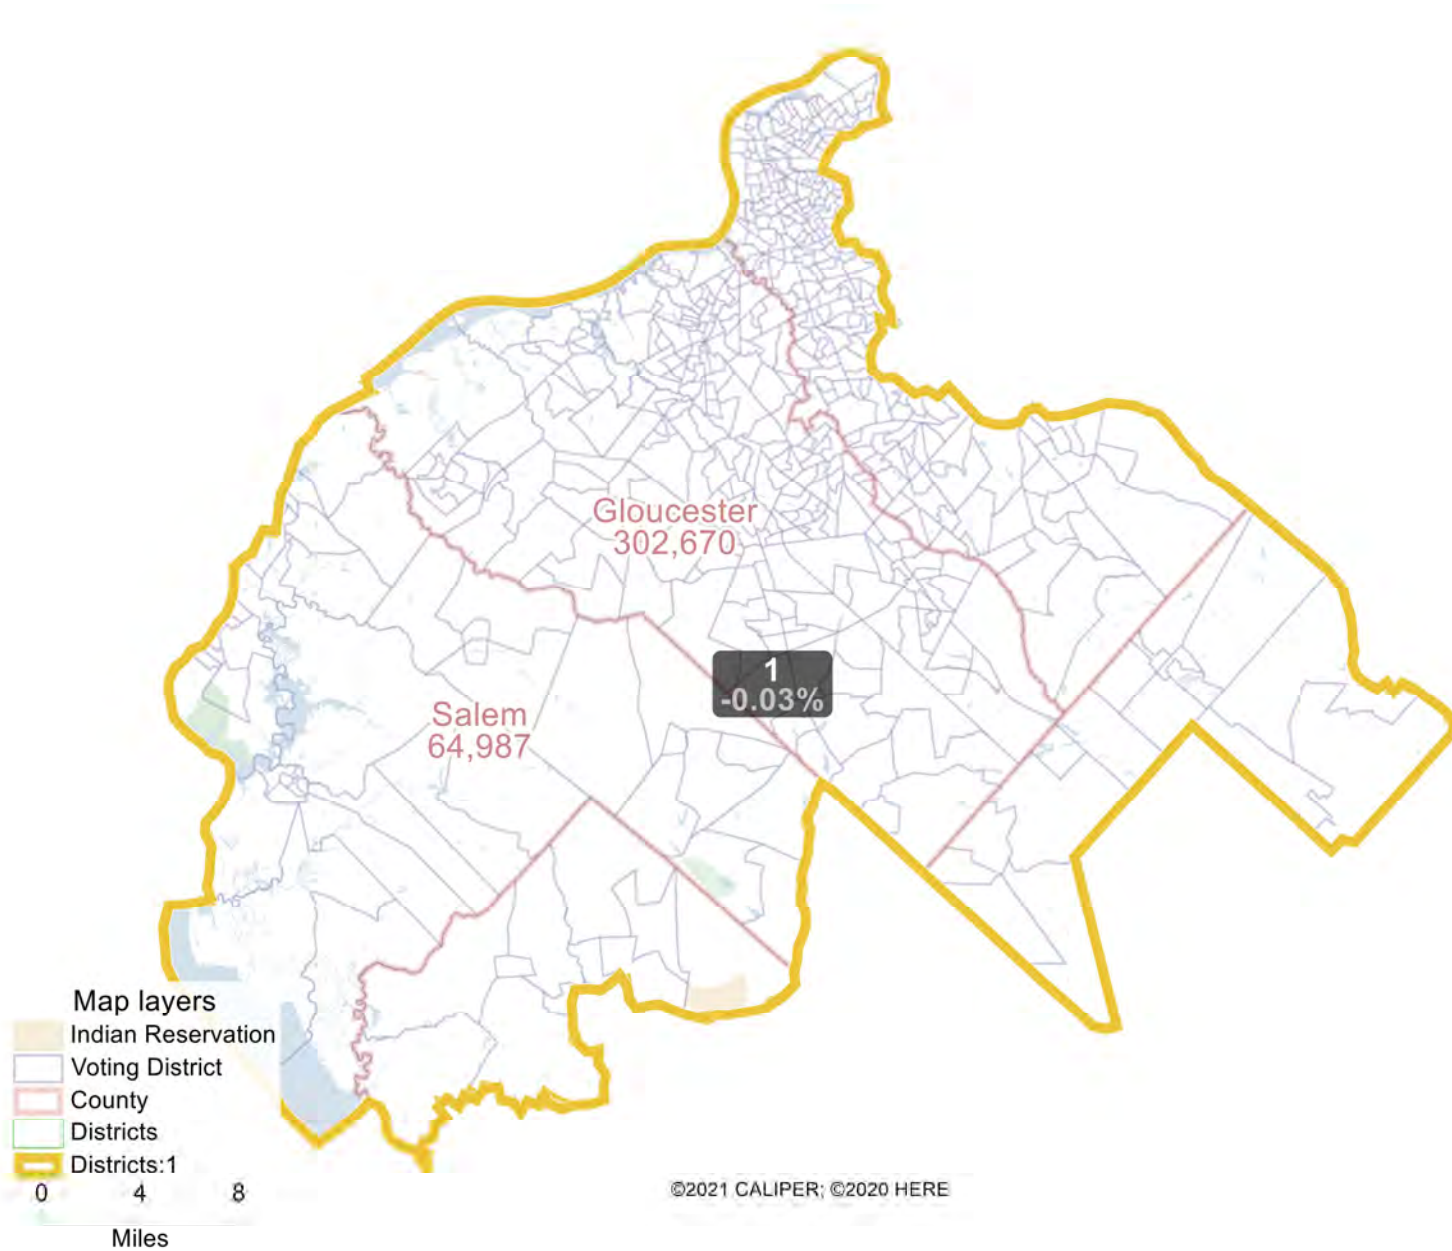 Gloucester
302,670
1
-0.03%
Salem
64,987
Map layers
Indian Reservation
Voting District
County
Districts
Districts:1
0 4 8
Miles
©2021 CALIPER; ©2020 HERE